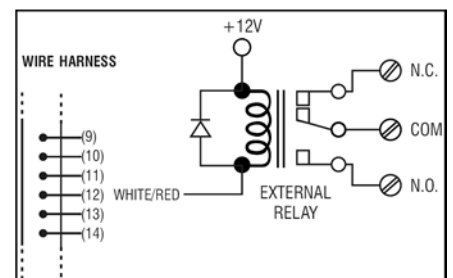 +12V
WIRE HARNESS
N.C.
(9)
COM
(10)
(11)
(12) WHITE/RED
EXTERNAL
RELAY
N.O.
(13)
(14)